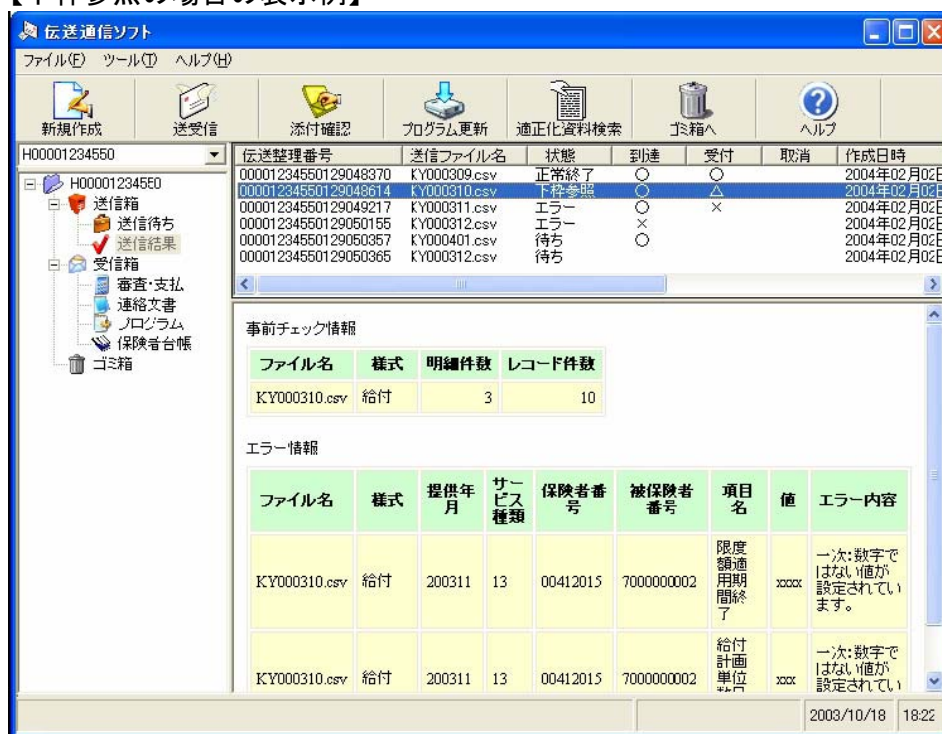 【下枠参照の場合の表示例】
伝送通信ソフト
ファイル(F) ツール(T) ヘルプ(H)
新規作成 送受信 添付確認 プログラム更新 適正化資料検索 ゴミ箱へ ヘルプ
H00001234550
伝送整理番号 送信ファイル名 状態 到達 受付 取消 作成日時
00001234550129048370 KY000309.csv 正常終了 ○ ○ 2004年02月02日
00001234550129048614 KY000310.csv 下枠参照 ○ △ 2004年02月02日
00001234550129049217 KY000311.csv エラー ○ × 2004年02月02日
00001234550129050155 KY000312.csv エラー × 2004年02月02日
00001234550129050357 KY000401.csv 待ち ○ 2004年02月02日
00001234550129050365 KY000312.csv 待ち 2004年02月02日
H00001234550
送信箱
送信待ち
送信結果
受信箱
審査・支払
連絡文書
プログラム
保険者台帳
ゴミ箱
事前チェック情報
ファイル名 様式 明細件数 レコード件数
KY000310.csv 給付 3 10
エラー情報
ファイル名 様式 提供年月 サービス種類 保険者番号 被保険者番号 項目名 値 エラー内容
KY000310.csv 給付 200311 13 00412015 7000000002 限度額適用期間終了 xxxx 一次:数字ではない値が設定されています。
KY000310.csv 給付 200311 13 00412015 7000000002 給付計画単位 xxxx 一次:数字ではない値が設定されてい
2003/10/18 18:22